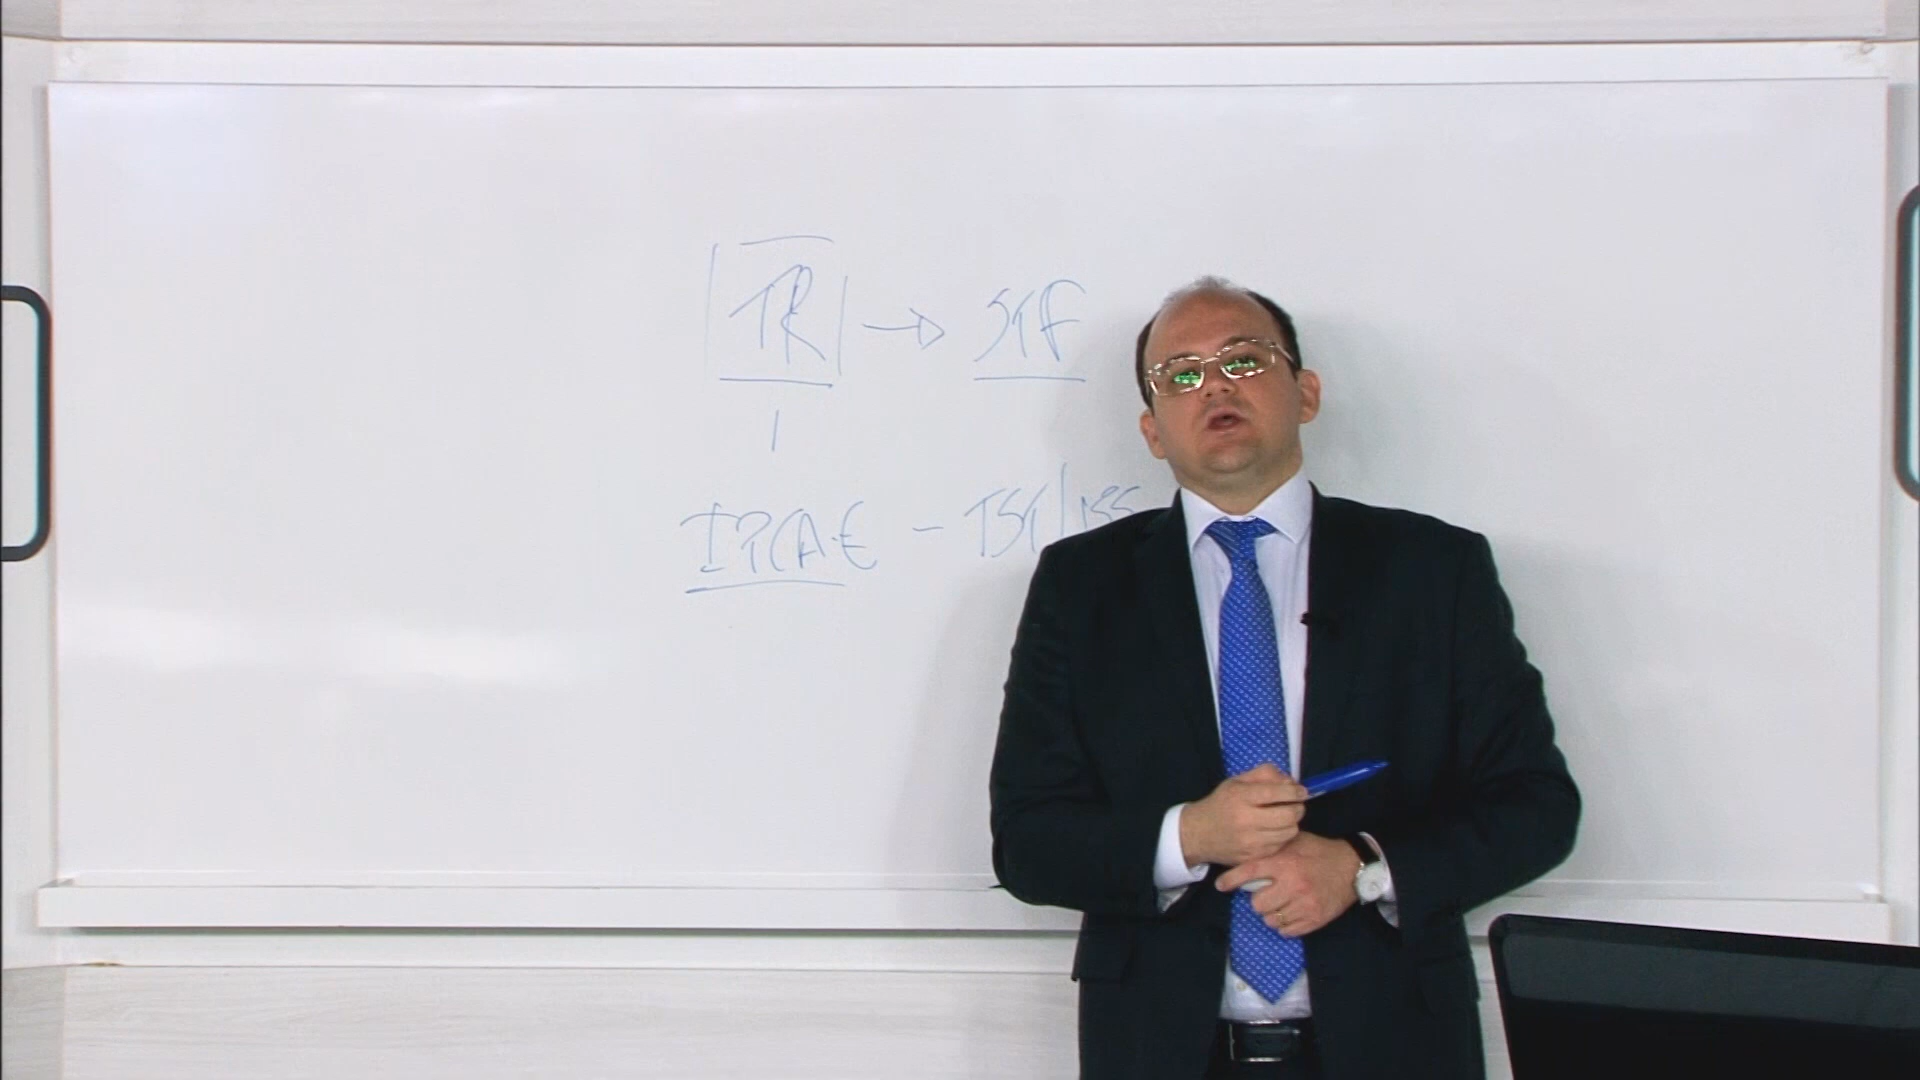 TR → STF
IPCA-E - TST